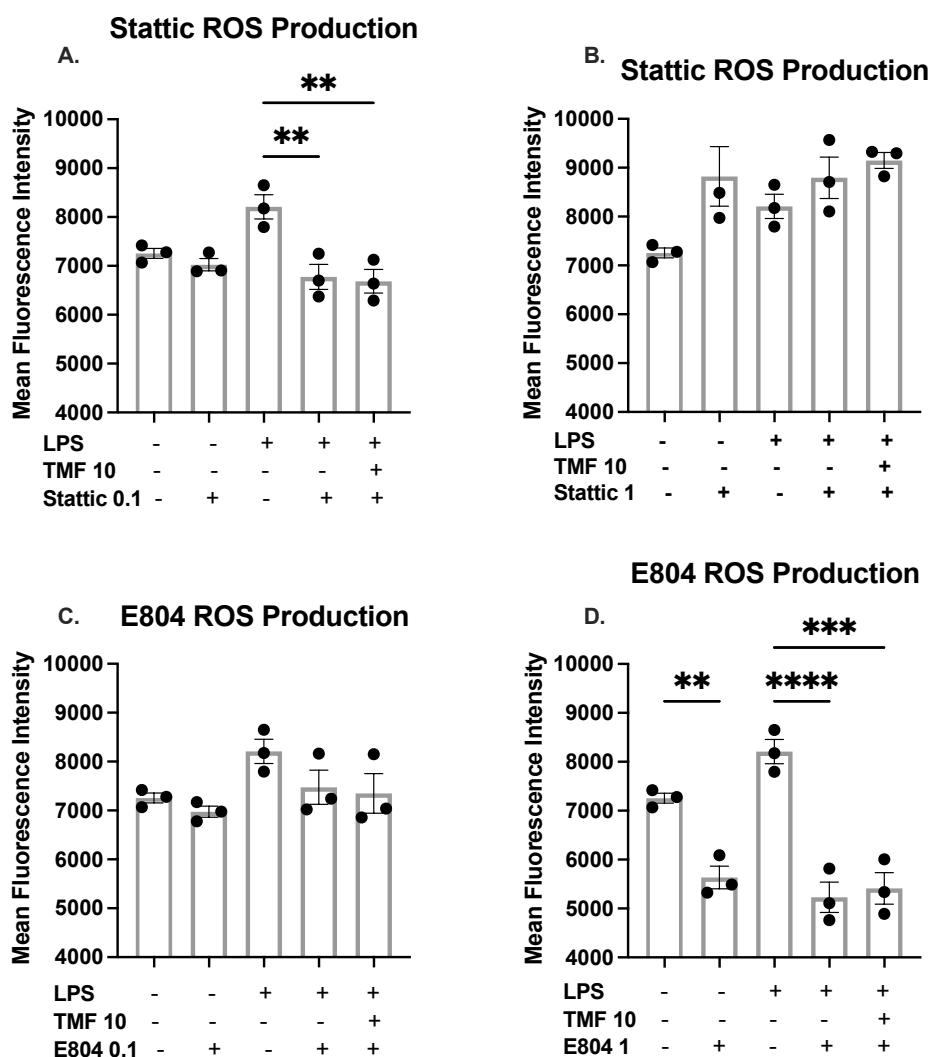 A.
Stattic ROS Production
**
**
Mean Fluorescence Intensity
10000
9000
8000
7000
6000
5000
4000
LPS - - + + +
TMF 10 - - - - +
Stattic 0.1 - + - + +
B.
Stattic ROS Production
Mean Fluorescence Intensity
10000
9000
8000
7000
6000
5000
4000
LPS - - + + +
TMF 10 - - - - +
Stattic 1 - + - + +
C.
E804 ROS Production
Mean Fluorescence Intensity
10000
9000
8000
7000
6000
5000
4000
LPS - - + + +
TMF 10 - - - - +
E804 0.1 - + - + +
E804 ROS Production
D.
***
** ****
Mean Fluorescence Intensity
10000
9000
8000
7000
6000
5000
4000
LPS - - + + +
TMF 10 - - - - +
E804 1 - + - + +